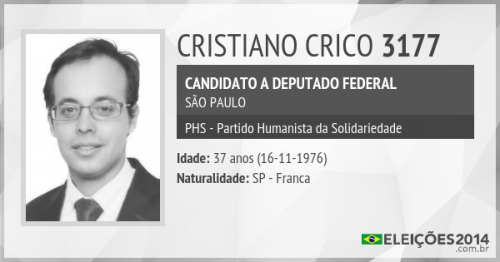 CRISTIANO CRICO 3177
CANDIDATO A DEPUTADO FEDERAL
SÃO PAULO
PHS - Partido Humanista da Solidariedade
Idade: 37 anos (16-11-1976)
Naturalidade: SP - Franca
ELEIÇÕES2014
.com.br